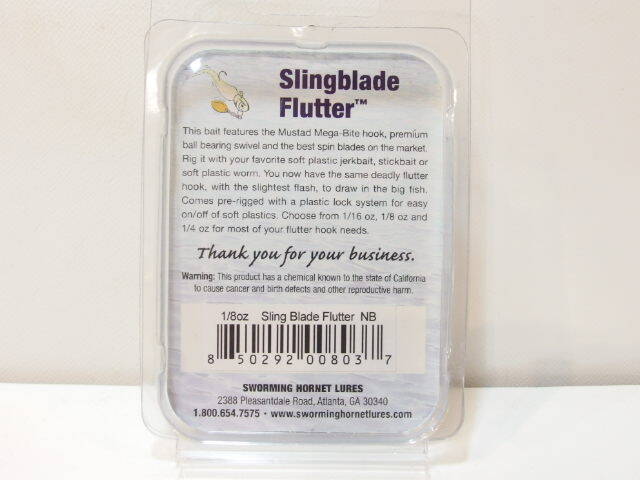 Slingblade
Flutter™
This bait features the Mustad Mega-Bite hook, premium
ball bearing swivel and the best spin blades on the market.
Rig it with your favorite soft plastic jerkbait, stickbait or
soft plastic worm. You now have the same deadly flutter
hook, with the slightest flash, to draw in the big fish.
Comes pre-rigged with a plastic lock system for easy
on/off of soft plastics. Choose from 1/16 oz, 1/8 oz and
1/4 oz for most of your flutter hook needs.
Thank you for your business.
Warning: This product has a chemical known to the state of California
to cause cancer and birth defects and other reproductive harm.
1/8oz Sling Blade Flutter NB
8 50292 00803 7
SWORMING HORNET LURES
2388 Pleasantdale Road, Atlanta, GA 30340
1.800.654.7575 • www.sworminghornetlures.com